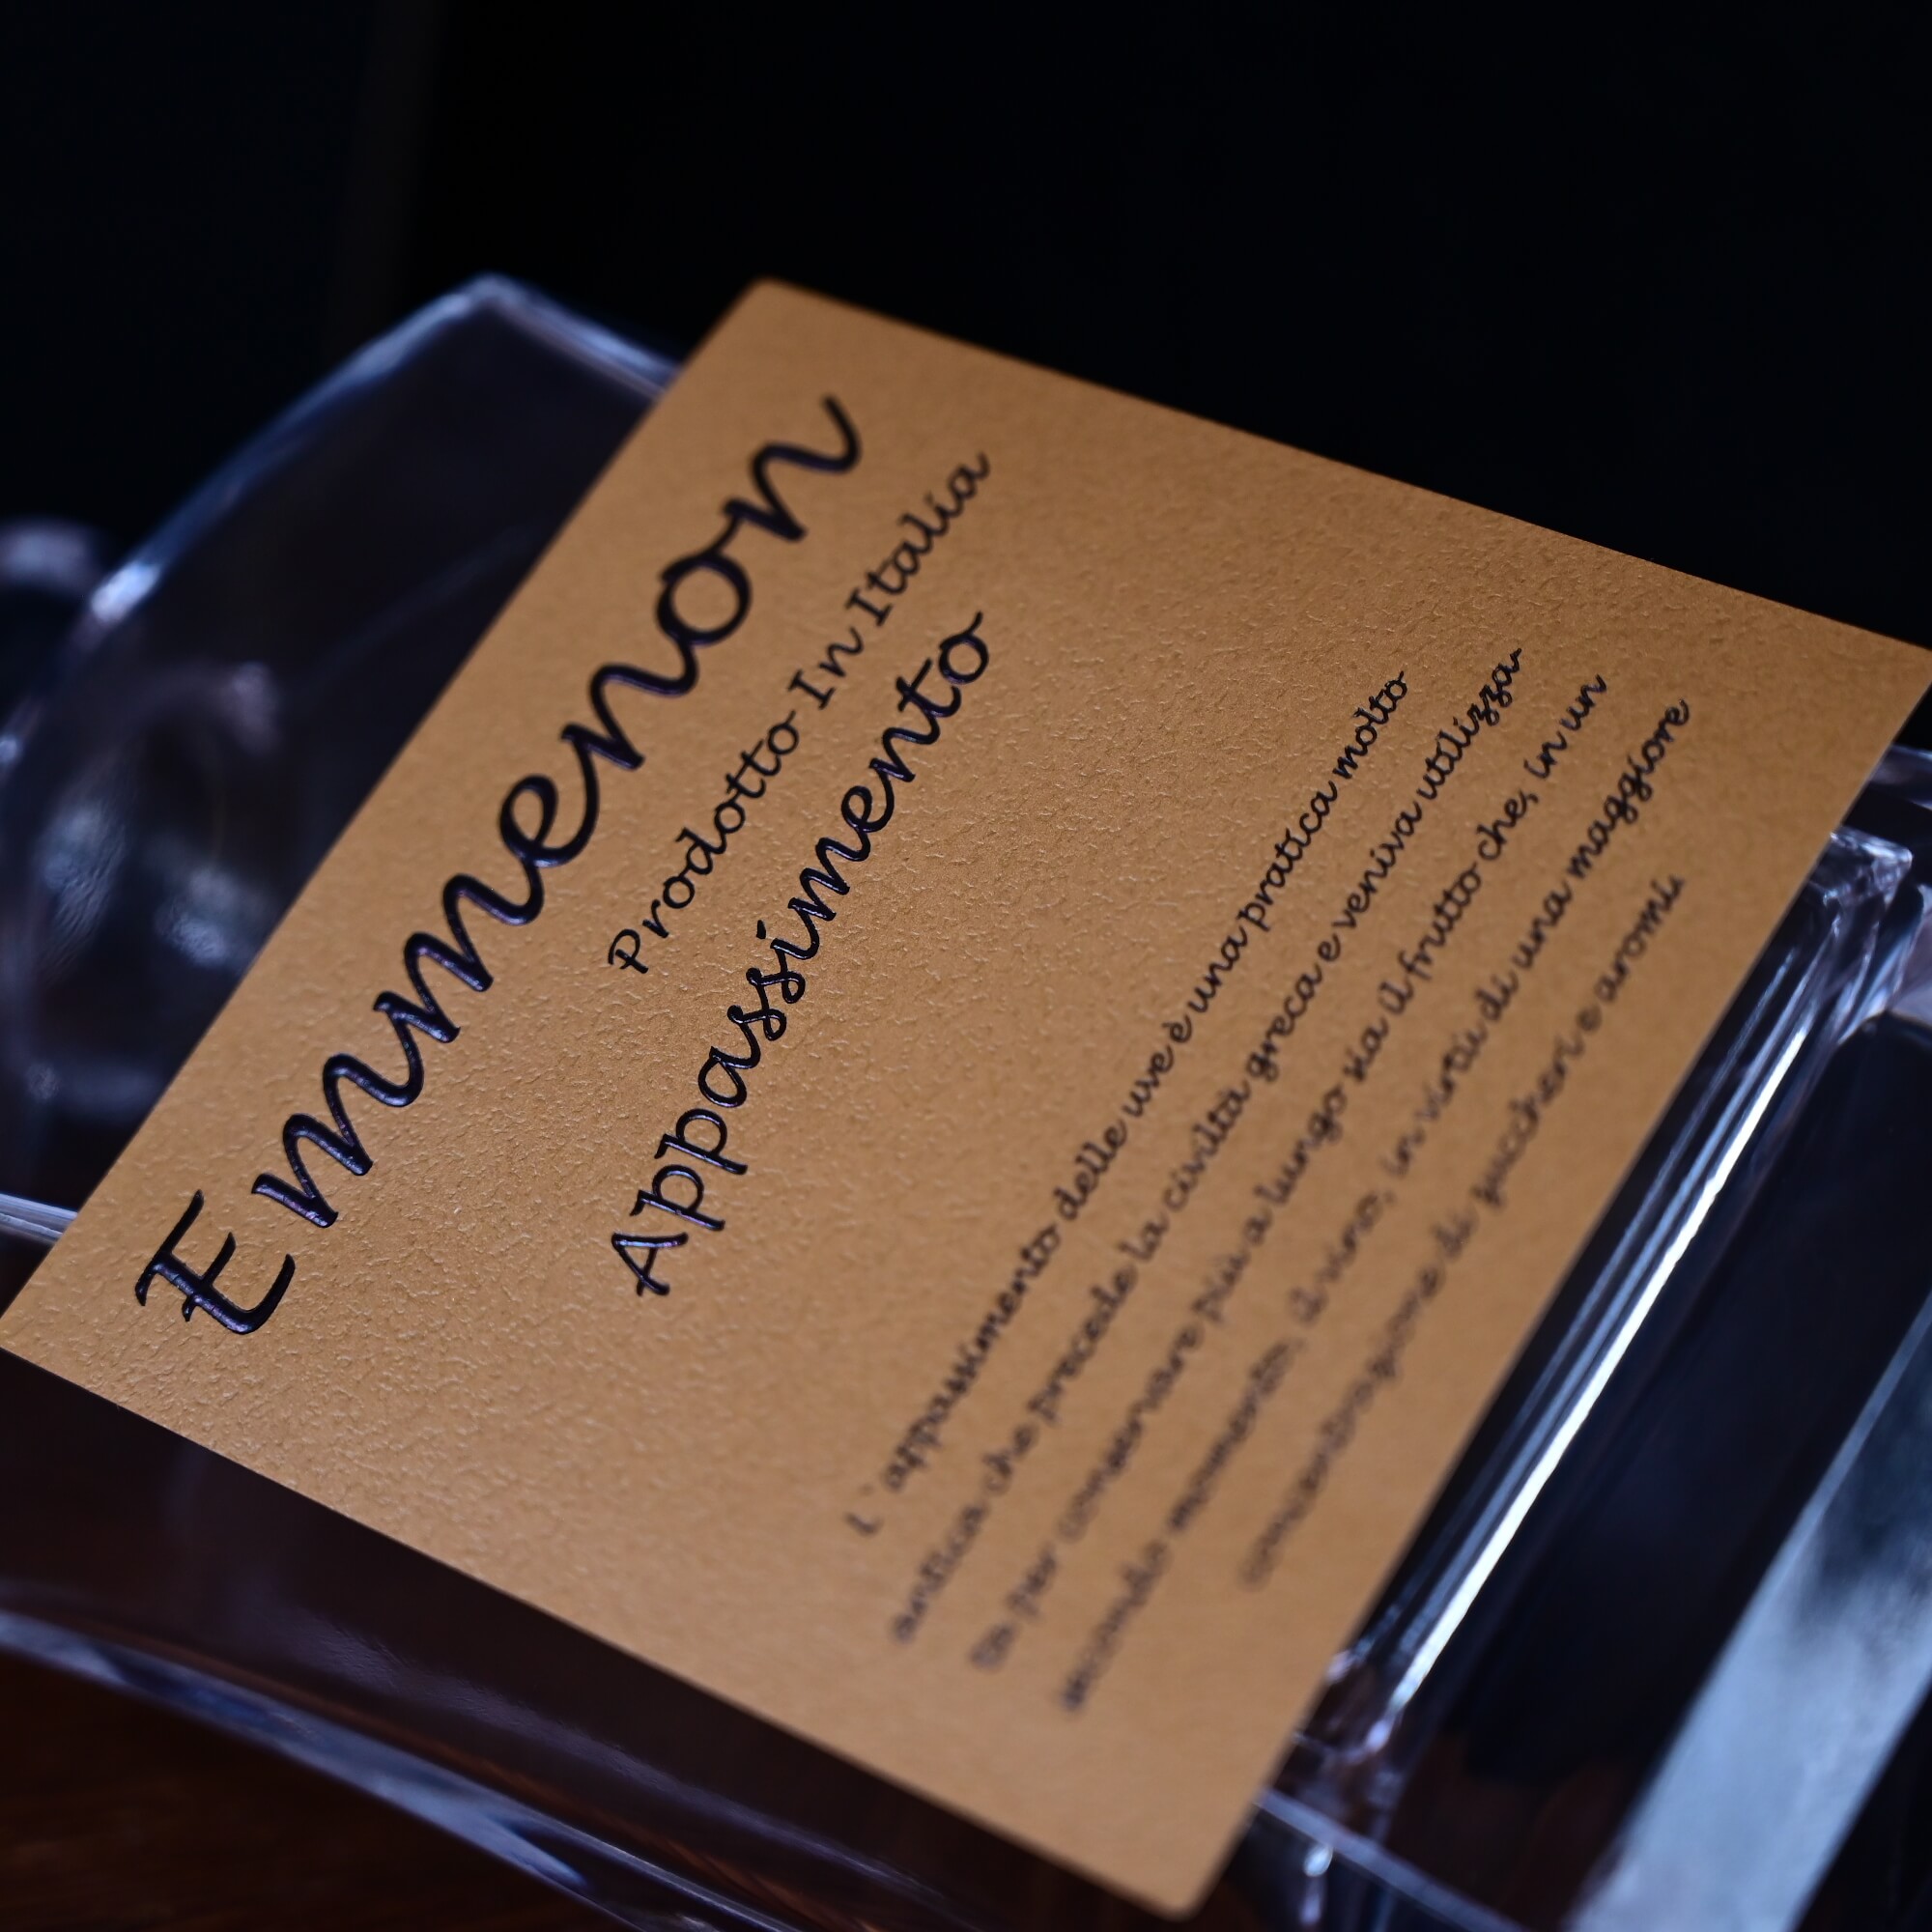 Emmenon
Prodotto In Italia
Appassimento
L'appassimento delle uve è una pratica molto
antica che precede la civiltà greca e veniva utilizza-
to per conservare più a lungo sia il frutto che, in un
secondo momento, il vino, in virtù di una maggiore
concentrazione di zuccheri e aromi.